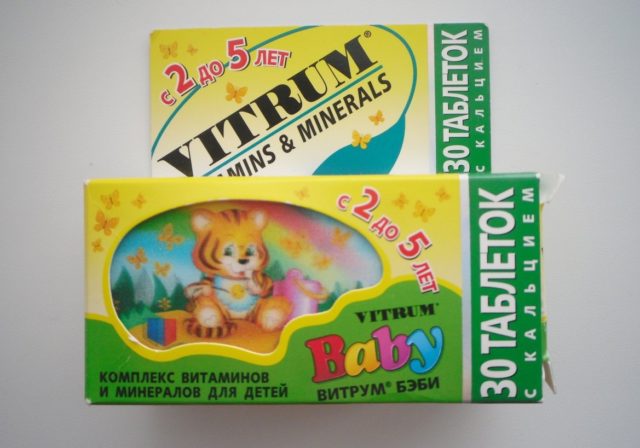 с 2 до 5 ЛЕТ
VITRUM®
AMINS & MINERALS
30 ТАБЛЕТОК
С КАЛЬЦИЕМ
с 2 до 5 ЛЕТ
VITRUM®
Baby
ВИТРУМ® БЭБИ
КОМПЛЕКС ВИТАМИНОВ
И МИНЕРАЛОВ ДЛЯ ДЕТЕЙ
30 ТАБЛЕТОК
С КАЛЬЦИЕМ